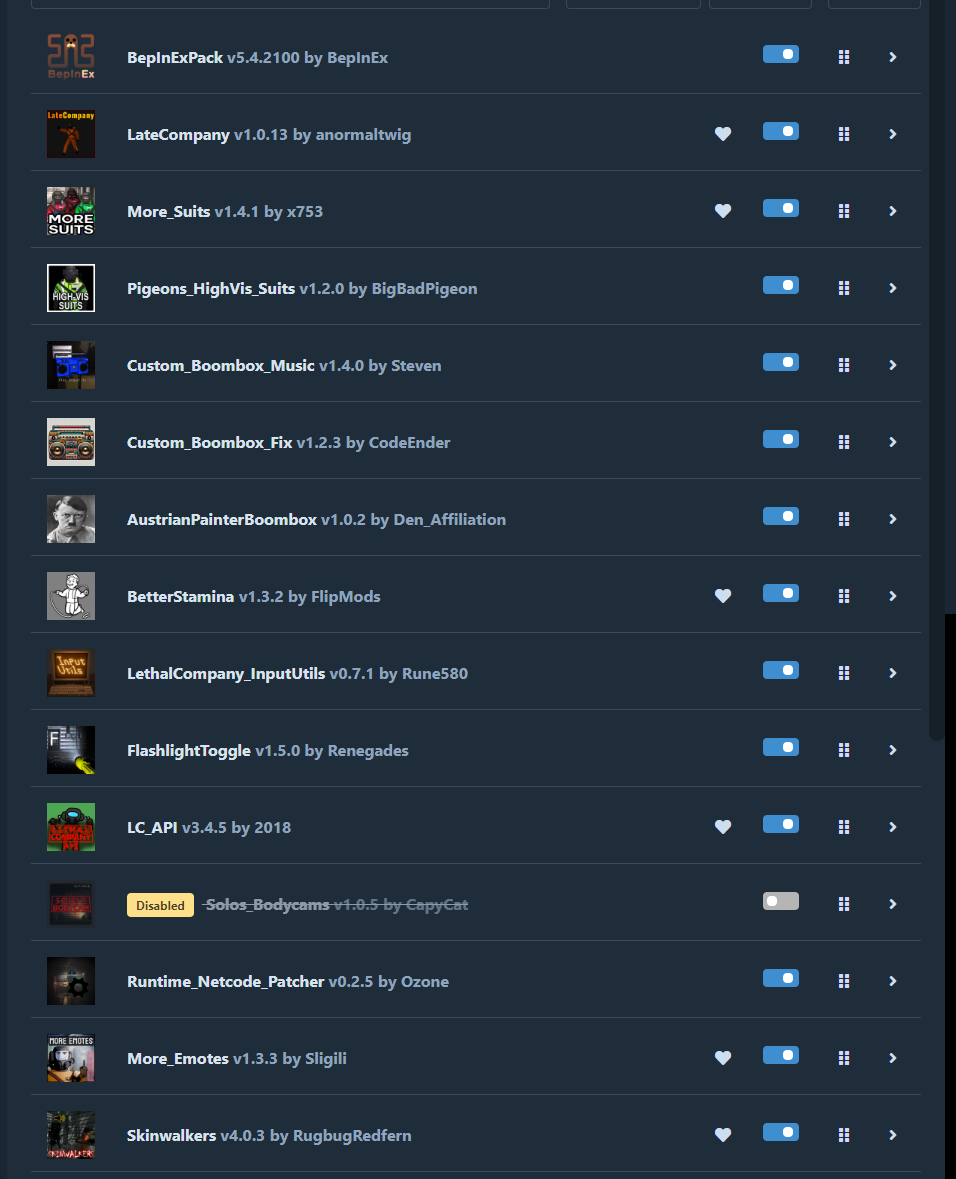 BepInEx
BepInExPack v5.4.2100 by BepInEx
LateCompany
LateCompany v1.0.13 by anormaltwig
MORE
SUITS
More_Suits v1.4.1 by x753
HIGH-VIS
SUITS
Pigeons_HighVis_Suits v1.2.0 by BigBadPigeon
Custom_Boombox_Music v1.4.0 by Steven
Custom_Boombox_Fix v1.2.3 by CodeEnder
AustrianPainterBoombox v1.0.2 by Den_Affiliation
BetterStamina v1.3.2 by FlipMods
Input
Utils
LethalCompany_InputUtils v0.7.1 by Rune580
F
FlashlightToggle v1.5.0 by Renegades
LETHAL
COMPANY
API
LC_API v3.4.5 by 2018
Disabled Solos_Bodycams v1.0.5 by CapyCat
Runtime_Netcode_Patcher v0.2.5 by Ozone
MORE EMOTES
More_Emotes v1.3.3 by Sligili
SKINWALKERS
Skinwalkers v4.0.3 by RugbugRedfern